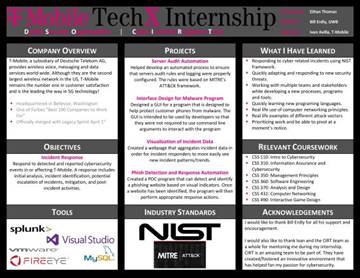 T-Mobile TechX Internship
Ethan Thomas
Bill Eddy, UWB
Ivan Avilla, T-Mobile
COMPANY OVERVIEW
T-Mobile, a subsidiary of Deutsche Telekom AG,
provides wireless voice, messaging and data
services world wide. Although they are the second
largest wireless network in the US, T-Mobile
remains the number one in customer satisfaction
and is the leading the way in 5G technology!
Headquartered in Bellevue, Washington
One of Forbes "Best 100 Companies to Work
For"
Officially merged with Legacy Sprint April 1st
OBJECTIVES
Incident Response
Respond to detected and reported cybersecurity
events in or affecting T-Mobile. A response includes
initial analysis, incident identification, potential
escalation of incidents, mitigation, and post-
incident activities.
TOOLS
splunk>
Visual Studio
vmware
FIREEYE
MySQL
PROJECTS
Server Audit Automation
Helped develop an automated process to ensure
that servers audit rules and logging were properly
configured. The rules were based on MITRE's
ATT&CK framework.
Interface Design for Malware Program
Designed a GUI for a program that is designed to
help protect customer phones from malware. The
GUI is intended to be used by developers so that
they were not required to use command line
arguments to interact with the program
Visualization of Incident Data
Created a webpage that aggregates incident data in
order for incident responders to more easily see
new incident patterns/trends.
Phish Detection and Response Automation
Created a POC program that can detect and identify
a phishing website based on visual indicators. Once
a website has been identified, the program will then
perform appropriate response actions.
INDUSTRY STANDARDS
NIST
MITRE ATT&CK
WHAT I HAVE LEARNED
Responding to cyber related incidents using NIST
framework.
Quickly adapting and responding to new security
threats.
Working with multiple teams and stakeholders
while developing a new processes, programs
and tools.
Quickly learning new programing languages.
Real life use of computer networking principles.
Real life examples of different attack vectors
Prioritizing work and be able to pivot at a
moment's notice.
RELEVANT COURSEWORK
CSS 110: Intro to Cybersecurity
CSS 310: Information Assurance and
Cybersecurity
CSS 350: Management Principles
CSS 360: Software Engineering
CSS 370: Analysis and Design
CSS 432: Computer Networking
CSS 490: Interactive Game Design
ACKNOWLEDGEMENTS
I would like to thank Bill Erdly for all his support and
encouragement.
I would also like to thank Ivan and the CIRT team as
a whole for mentoring me during my internship.
CIRT is an amazing team to be part of. They have
created/fostered an innovative environment that
has helped fan my passion for cybersecurity.